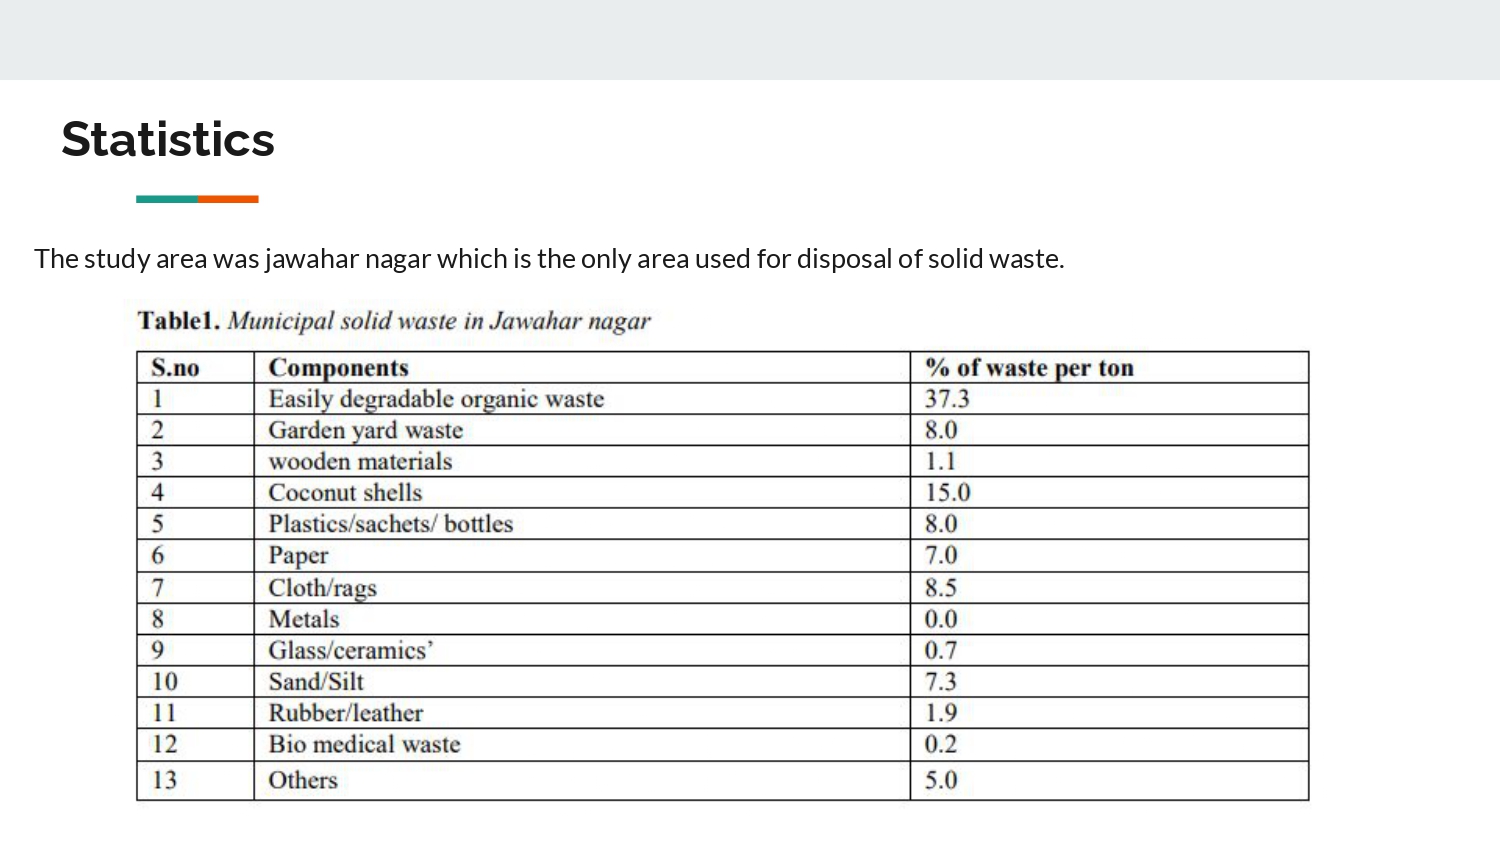 Statistics
The study area was jawahar nagar which is the only area used for disposal of solid waste.
Table1. Municipal solid waste in Jawahar nagar
S.no Components % of waste per ton
1 Easily degradable organic waste 37.3
2 Garden yard waste 8.0
3 wooden materials 1.1
4 Coconut shells 15.0
5 Plastics/sachets/ bottles 8.0
6 Paper 7.0
7 Cloth/rags 8.5
8 Metals 0.0
9 Glass/ceramics’ 0.7
10 Sand/Silt 7.3
11 Rubber/leather 1.9
12 Bio medical waste 0.2
13 Others 5.0